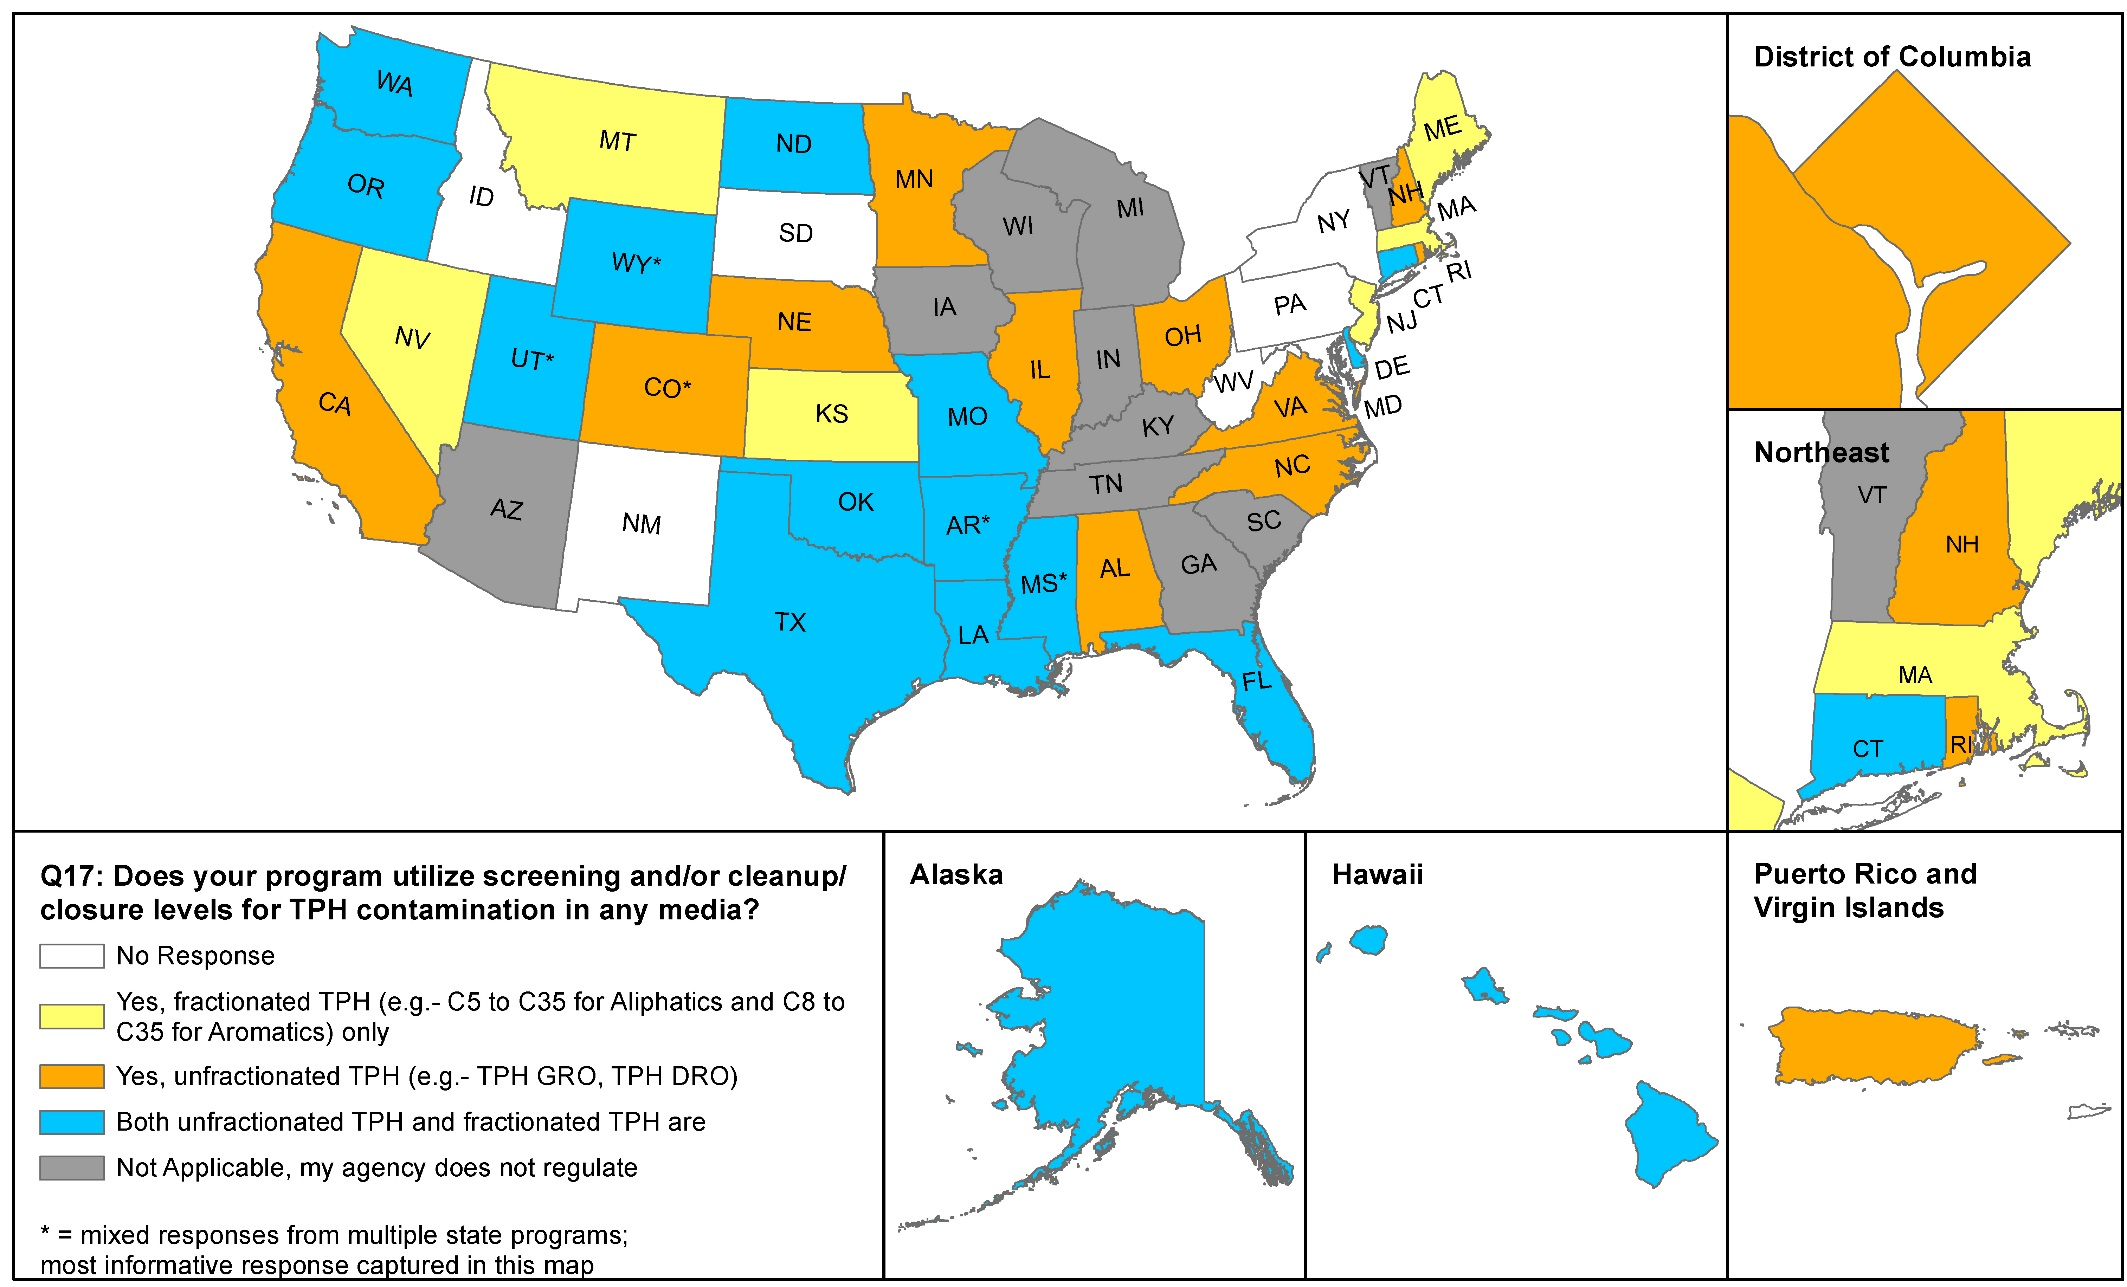 WA
MT
ND
MN
ME
OR
ID
WY*
SD
WI
MI
NY
VT
NH
MA
RI
CT
NJ
PA
IA
NE
NV
UT*
CO*
CA
KS
MO
IL
IN
OH
WV
DE
MD
VA
KY
NC
TN
AZ
NM
OK
AR*
SC
GA
AL
MS*
TX
LA
FL
District of Columbia
Northeast
VT
NH
MA
CT
RI
Q17: Does your program utilize screening and/or cleanup/
closure levels for TPH contamination in any media?
No Response
Yes, fractionated TPH (e.g.- C5 to C35 for Aliphatics and C8 to
C35 for Aromatics) only
Yes, unfractionated TPH (e.g.- TPH GRO, TPH DRO)
Both unfractionated TPH and fractionated TPH are
Not Applicable, my agency does not regulate
* = mixed responses from multiple state programs;
most informative response captured in this map
Alaska
Hawaii
Puerto Rico and
Virgin Islands